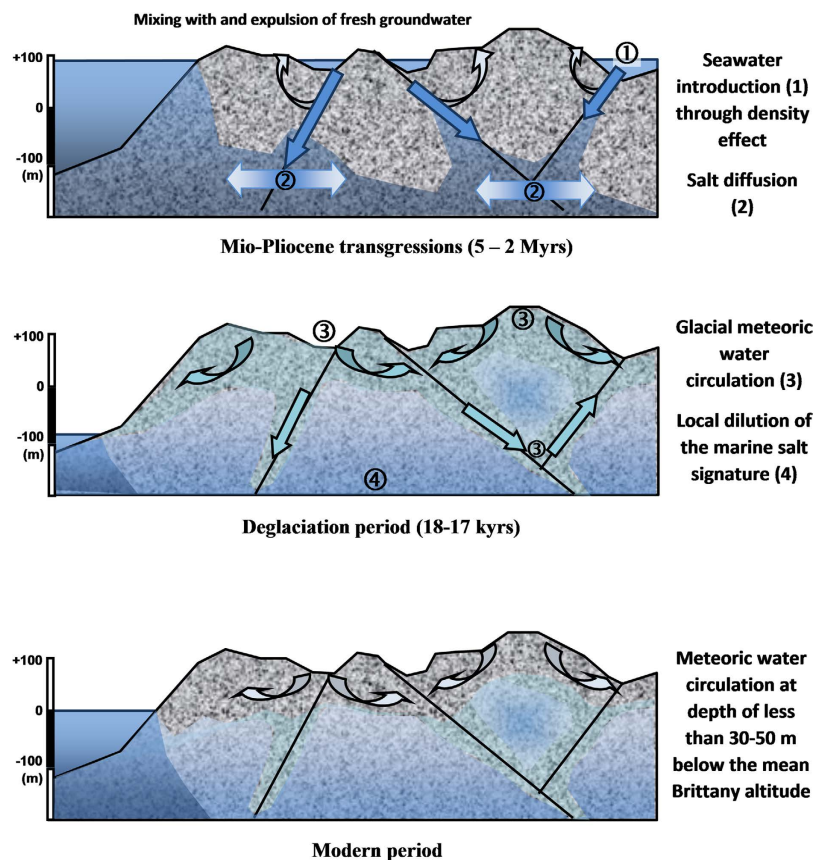 Mixing with and expulsion of fresh groundwater
+100
0
-100
(m)
①
②
②
Seawater
introduction (1)
through density
effect
Salt diffusion
(2)
Mio-Pliocene transgressions (5 – 2 Myrs)
+100
0
-100
(m)
③
③
③
④
Glacial meteoric
water
circulation (3)
Local dilution of
the marine salt
signature (4)
Deglaciation period (18-17 kyrs)
+100
0
-100
(m)
Meteoric water
circulation at
depth of less
than 30-50 m
below the mean
Brittany altitude
Modern period